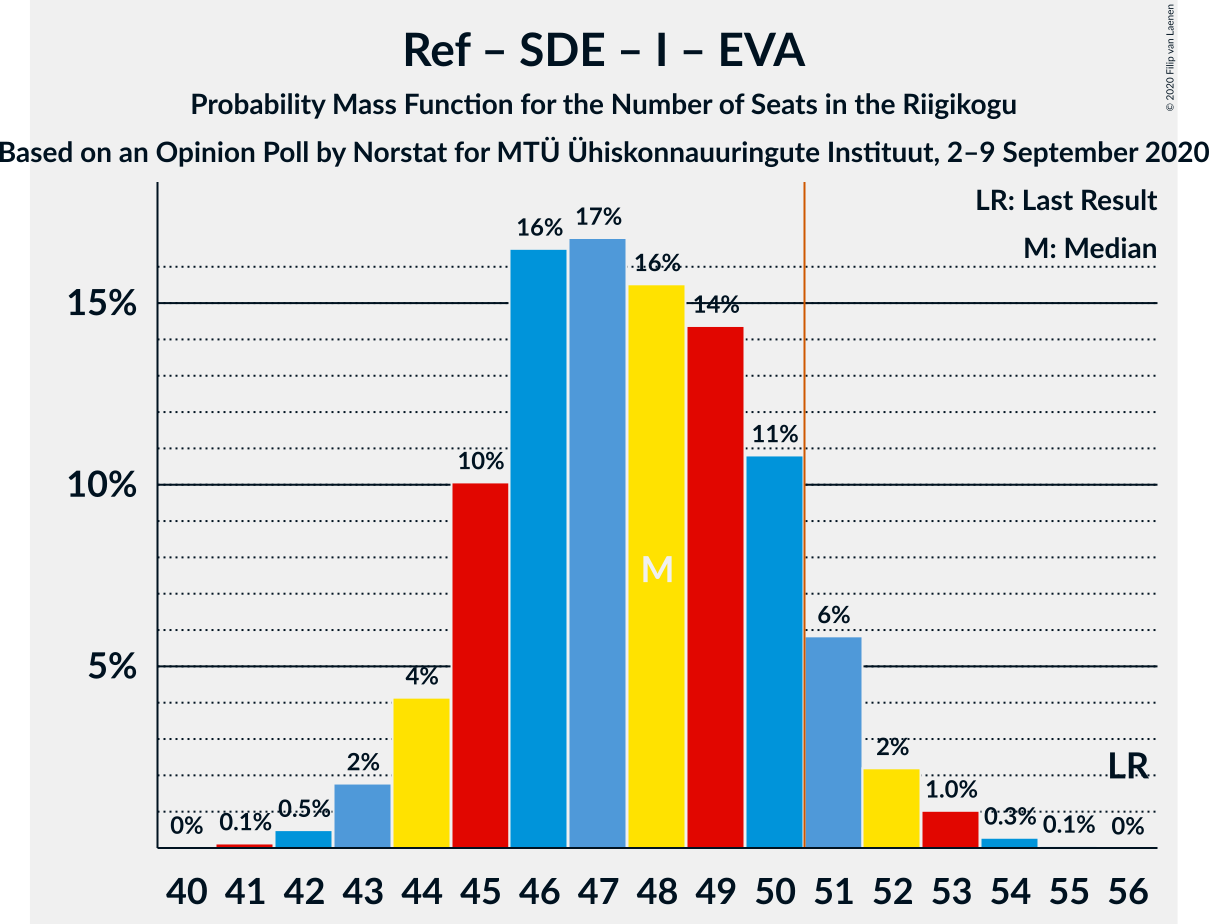 Ref – SDE – I – EVA
Probability Mass Function for the Number of Seats in the Riigikogu
Based on an Opinion Poll by Norstat for MTÜ Ühiskonnauuringute Instituut, 2–9 September 2020
© 2020 Filip van Laenen
LR: Last Result
M: Median
15%
10%
5%
0%
0.1%
0.5%
2%
4%
10%
16%
17%
16%
14%
11%
6%
2%
1.0%
0.3%
0.1%
0%
M
LR
40 41 42 43 44 45 46 47 48 49 50 51 52 53 54 55 56